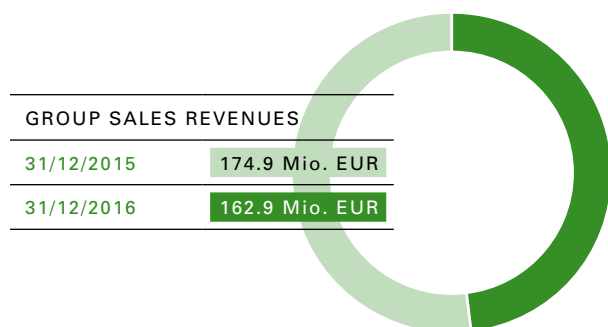 GROUP SALES REVENUES
31/12/2015 174.9 Mio. EUR
31/12/2016 162.9 Mio. EUR